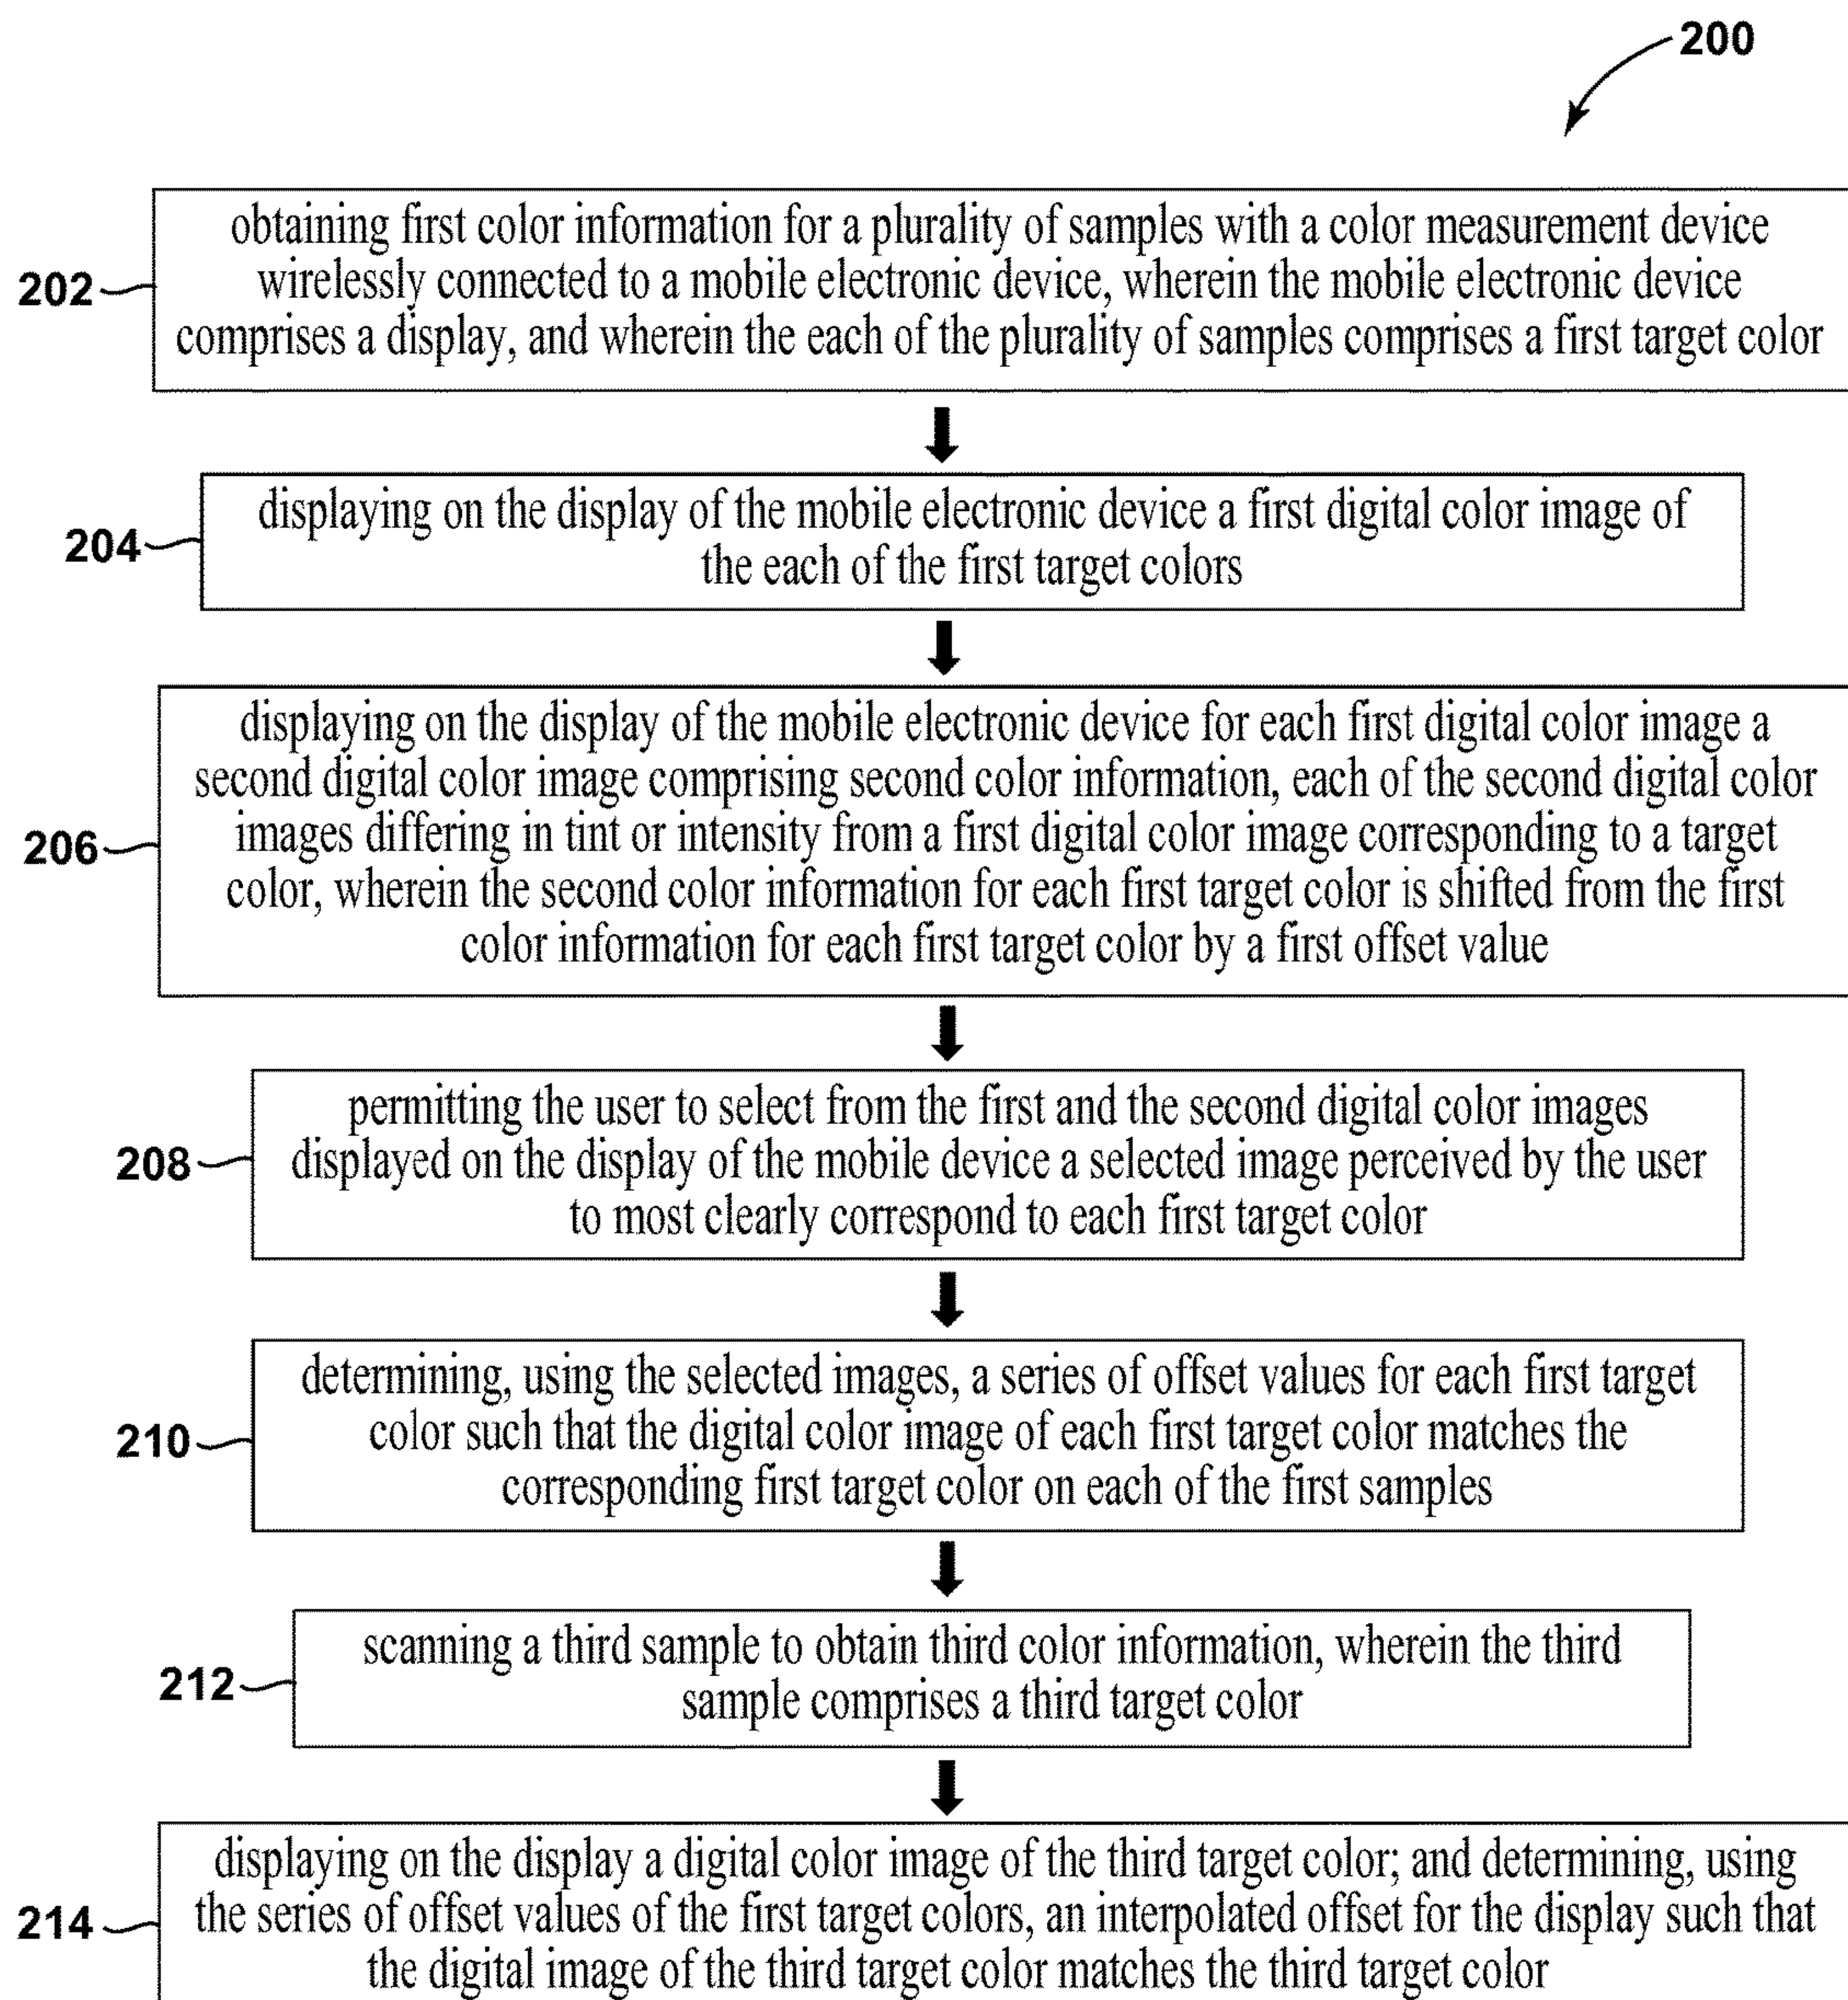 200
202
obtaining first color information for a plurality of samples with a color measurement device
wirelessly connected to a mobile electronic device, wherein the mobile electronic device
comprises a display, and wherein the each of the plurality of samples comprises a first target color
204
displaying on the display of the mobile electronic device a first digital color image of
the each of the first target colors
206
displaying on the display of the mobile electronic device for each first digital color image a
second digital color image comprising second color information, each of the second digital color
images differing in tint or intensity from a first digital color image corresponding to a target
color, wherein the second color information for each first target color is shifted from the first
color information for each first target color by a first offset value
208
permitting the user to select from the first and the second digital color images
displayed on the display of the mobile device a selected image perceived by the user
to most clearly correspond to each first target color
210
determining, using the selected images, a series of offset values for each first target
color such that the digital color image of each first target color matches the
corresponding first target color on each of the first samples
212
scanning a third sample to obtain third color information, wherein the third
sample comprises a third target color
214
displaying on the display a digital color image of the third target color; and determining, using
the series of offset values of the first target colors, an interpolated offset for the display such that
the digital image of the third target color matches the third target color